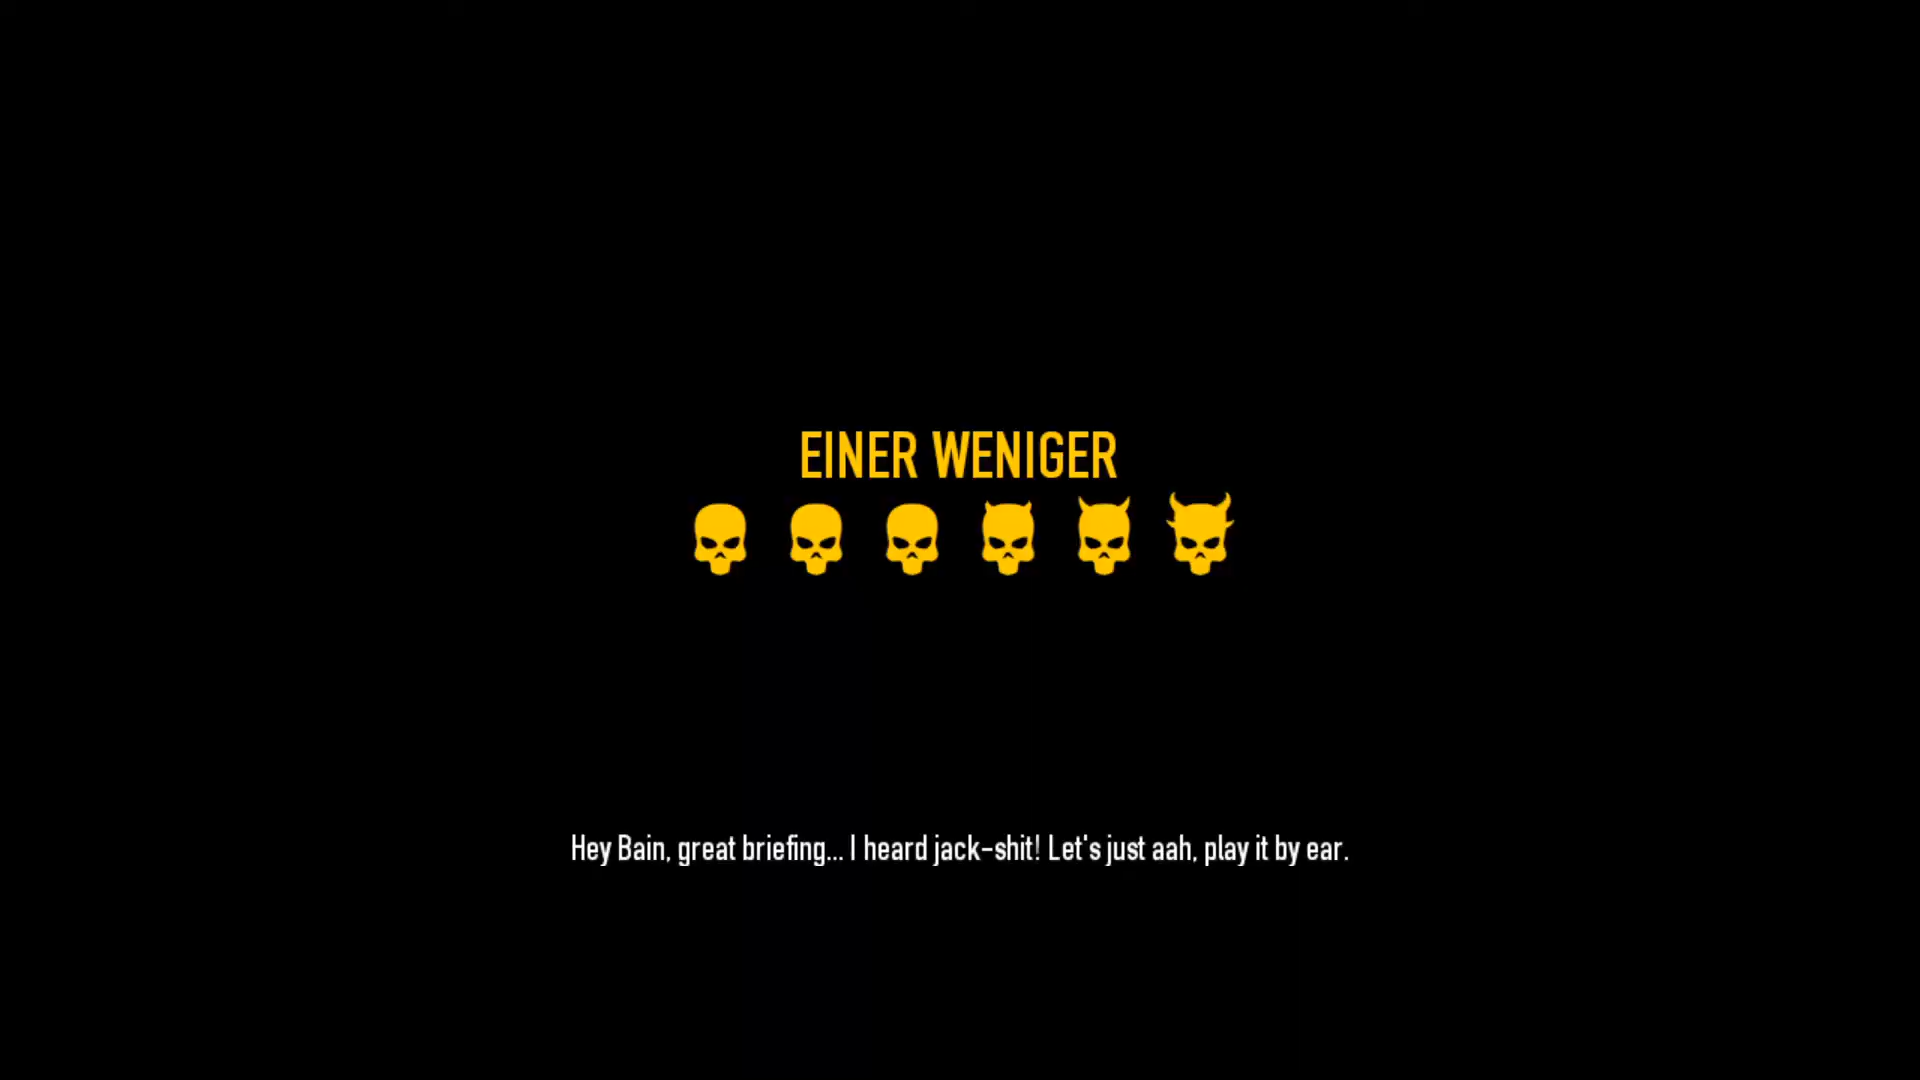 EINER WENIGER
Hey Bain, great briefing... I heard jack-shit! Let's just aah, play it by ear.